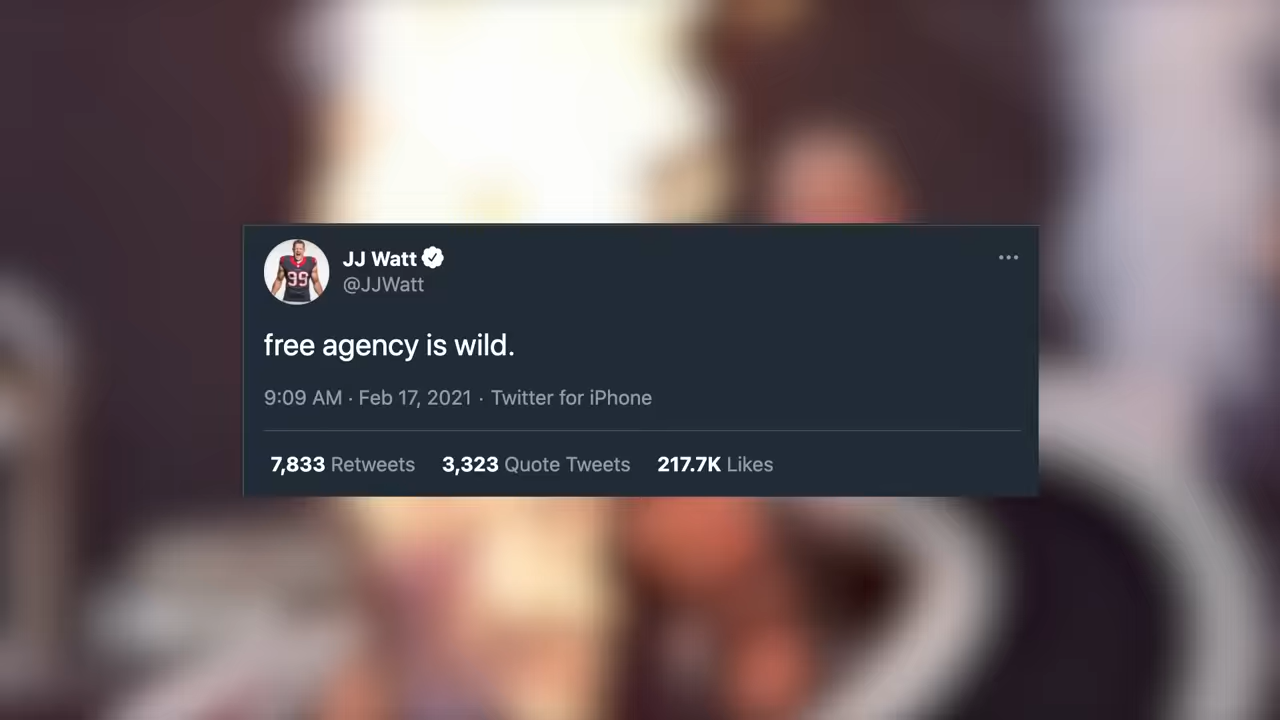 JJ Watt
@JJWatt
99
free agency is wild.
9:09 AM · Feb 17, 2021 · Twitter for iPhone
7,833 Retweets 3,323 Quote Tweets 217.7K Likes